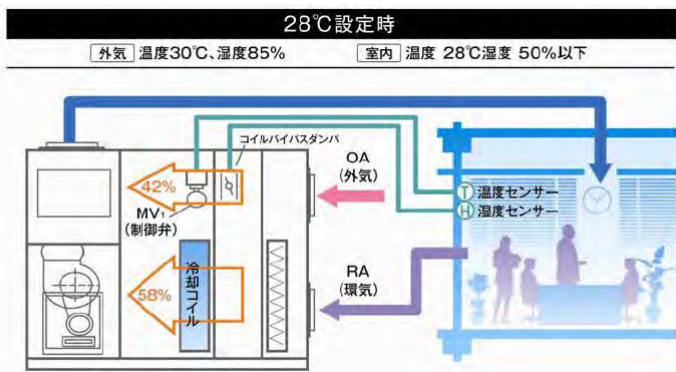 28℃設定時
外気 温度30℃、湿度85%
室内 温度 28℃湿度 50%以下
コイルバイパスダンパ
OA
(外気)
42%
MV1
(制御弁)
T 温度センサー
H 湿度センサー
冷却コイル
58%
RA
(環気)